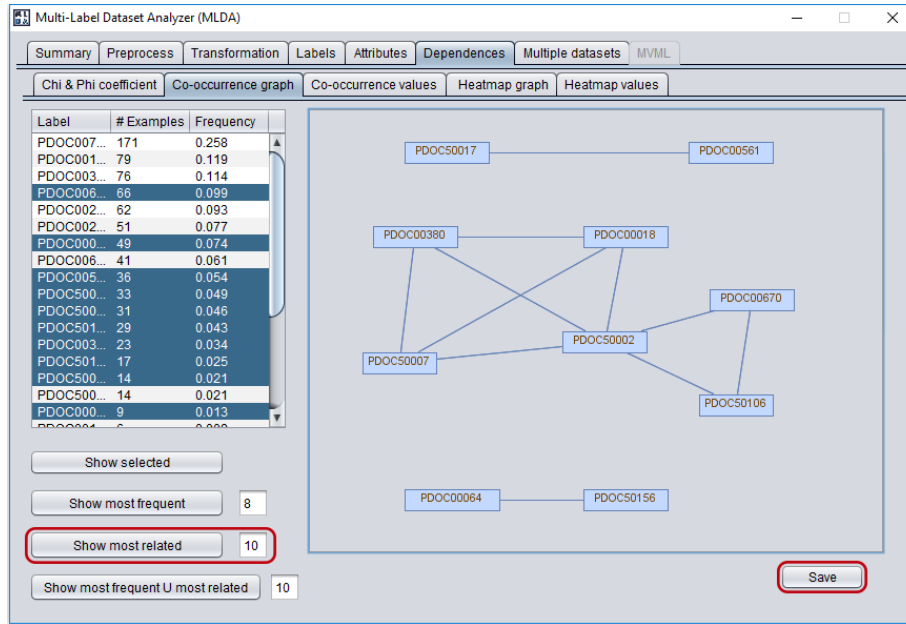 Multi-Label Dataset Analyzer (MLDA)
Summary Preprocess Transformation Labels Attributes Dependences Multiple datasets MVML
Chi & Phi coefficient Co-occurrence graph Co-occurrence values Heatmap graph Heatmap values
Label # Examples Frequency
PDOC007... 171 0.258
PDOC001... 79 0.119
PDOC003... 76 0.114
PDOC006... 66 0.099
PDOC002... 62 0.093
PDOC002... 51 0.077
PDOC000... 49 0.074
PDOC006... 41 0.061
PDOC005... 36 0.054
PDOC500... 33 0.049
PDOC500... 31 0.046
PDOC501... 29 0.043
PDOC003... 23 0.034
PDOC501... 17 0.025
PDOC500... 14 0.021
PDOC500... 14 0.021
PDOC000... 9 0.013
PDOC50017 PDOC00561
PDOC00380 PDOC00018
PDOC00670
PDOC50002
PDOC50007
PDOC50106
PDOC00064 PDOC50156
Show selected
Show most frequent 8
Show most related 10
Show most frequent U most related 10
Save